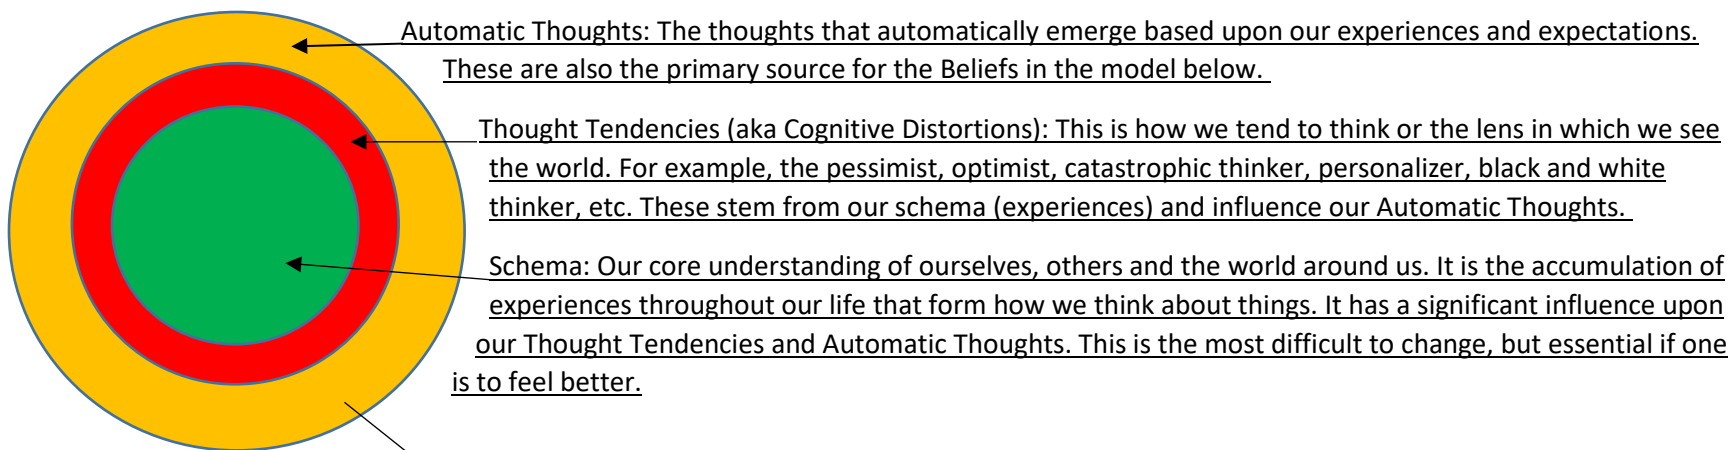 Automatic Thoughts: The thoughts that automatically emerge based upon our experiences and expectations.
These are also the primary source for the Beliefs in the model below.
Thought Tendencies (aka Cognitive Distortions): This is how we tend to think or the lens in which we see
the world. For example, the pessimist, optimist, catastrophic thinker, personalizer, black and white
thinker, etc. These stem from our schema (experiences) and influence our Automatic Thoughts.
Schema: Our core understanding of ourselves, others and the world around us. It is the accumulation of
experiences throughout our life that form how we think about things. It has a significant influence upon
our Thought Tendencies and Automatic Thoughts. This is the most difficult to change, but essential if one
is to feel better.